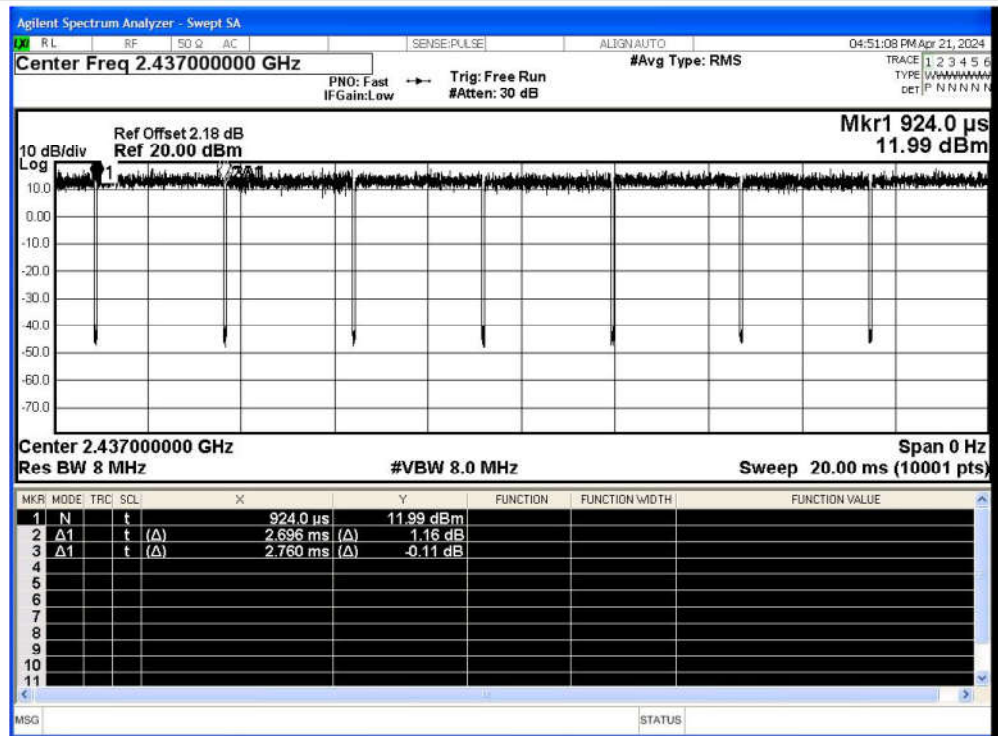 Agilent Spectrum Analyzer - Swept SA
LXI RL RF 50 Ω AC SENSE:PULSE ALIGN AUTO 04:51:08 PM Apr 21, 2024
Center Freq 2.437000000 GHz #Avg Type: RMS TRACE 1 2 3 4 5 6
PNO: Fast Trig: Free Run TYPE
IFGain:Low #Atten: 30 dB DET P N N N N N
Mkr1 924.0 µs
Ref Offset 2.18 dB
10 dB/div Ref 20.00 dBm 11.99 dBm
Log
1
10.0
0.00
-10.0
-20.0
-30.0
-40.0
-50.0
-60.0
-70.0
Center 2.437000000 GHz Span 0 Hz
Res BW 8 MHz #VBW 8.0 MHz Sweep 20.00 ms (10001 pts)
MKR MODE TRC SCL X Y FUNCTION FUNCTION WIDTH FUNCTION VALUE
1 N t 924.0 µs 11.99 dBm
2 Δ1 t (Δ) 2.696 ms (Δ) 1.16 dB
3 Δ1 t (Δ) 2.760 ms (Δ) -0.11 dB
4
5
6
7
8
9
10
11
MSG STATUS